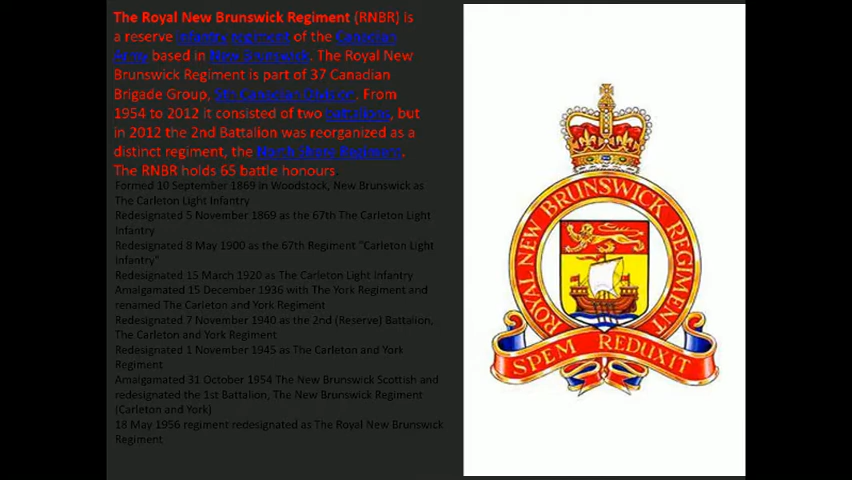 The Royal New Brunswick Regiment (RNBR) is
a reserve infantry regiment of the Canadian
Army based in New Brunswick. The Royal New
Brunswick Regiment is part of 37 Canadian
Brigade Group, 5th Canadian Division. From
1954 to 2012 it consisted of two battalions, but
in 2012 the 2nd Battalion was reorganized as a
distinct regiment, the North Shore Regiment.
The RNBR holds 65 battle honours.
Formed 10 September 1869 in Woodstock, New Brunswick as
The Carleton Light Infantry
Redesignated 5 November 1869 as the 67th The Carleton Light
Infantry
Redesignated 8 May 1900 as the 67th Regiment "Carleton Light
Infantry"
Redesignated 15 March 1920 as The Carleton Light Infantry
Amalgamated 15 December 1936 with The York Regiment and
renamed The Carleton and York Regiment
Redesignated 7 November 1940 as the 2nd (Reserve) Battalion,
The Carleton and York Regiment
Redesignated 1 November 1945 as The Carleton and York
Regiment
Amalgamated 31 October 1954 The New Brunswick Scottish and
redesignated the 1st Battalion, The New Brunswick Regiment
(Carleton and York)
18 May 1956 regiment redesignated as The Royal New Brunswick
Regiment
ROYAL NEW BRUNSWICK REGIMENT
SPEM REDUXIT